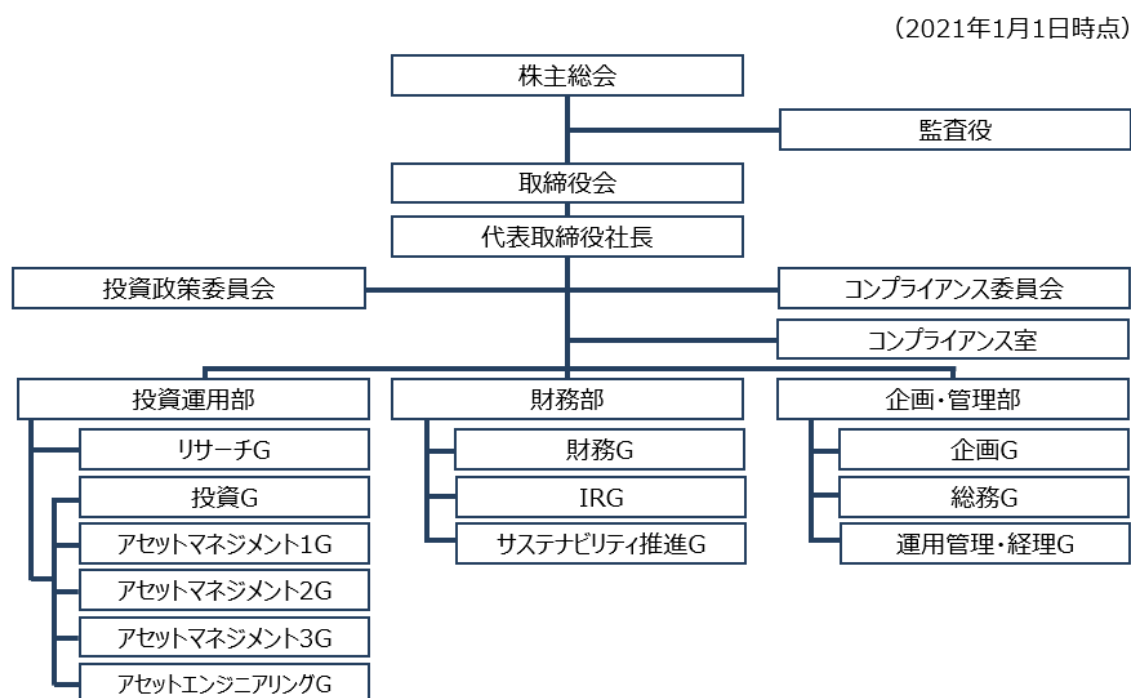 （2021年1月1日時点）
株主総会
監査役
取締役会
代表取締役社長
投資政策委員会
コンプライアンス委員会
コンプライアンス室
投資運用部
財務部
企画・管理部
リサーチG
財務G
企画G
投資G
IRG
総務G
アセットマネジメント1G
サステナビリティ推進G
運用管理・経理G
アセットマネジメント2G
アセットマネジメント3G
アセットエンジニアリングG